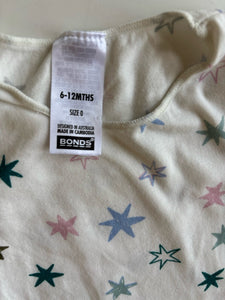 6-12MTHS
SIZE 0
DESIGNED IN AUSTRALIA
MADE IN CAMBODIA
BONDS